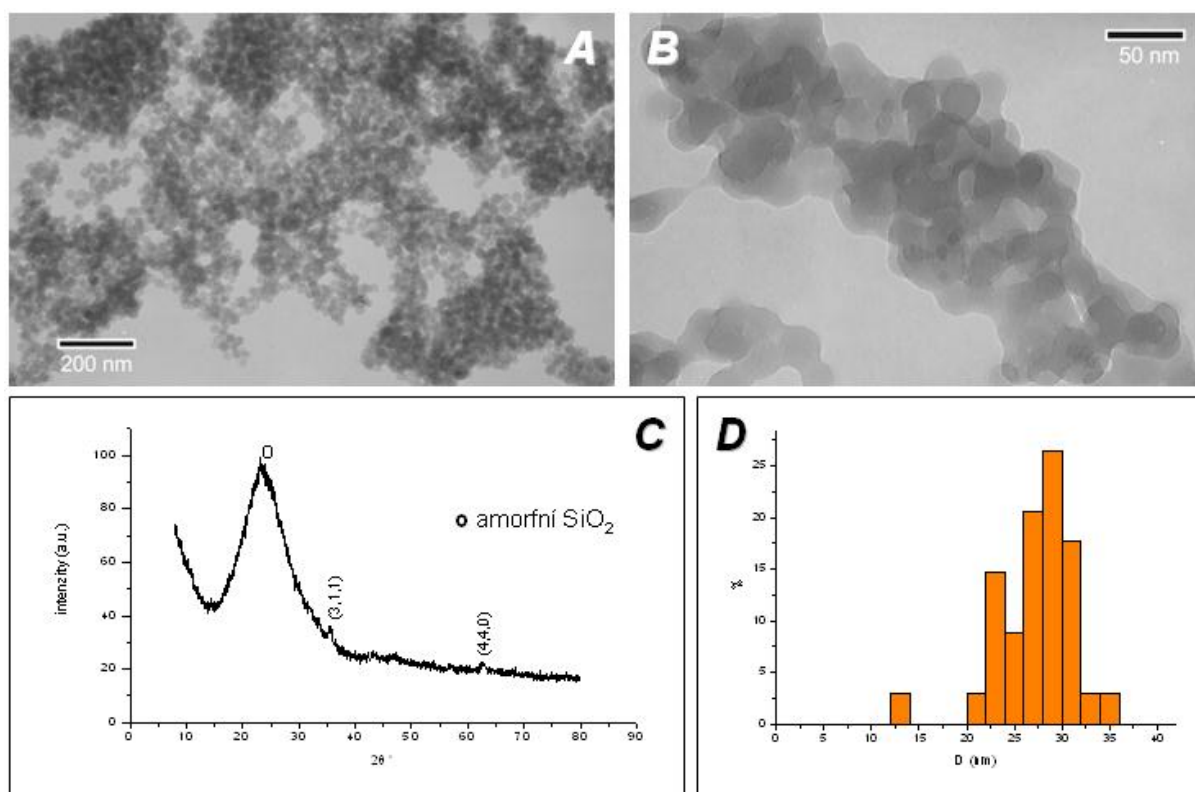 A
200 nm
B
50 nm
C
100
80
60
40
20
0
intenzity (a.u.)
O
o amorfní SiO₂
(3,1,1)
(4,4,0)
0 10 20 30 40 50 60 70 80 90
2θ °
D
25
20
15
10
5
0
%
0 5 10 15 20 25 30 35 40
D (nm)